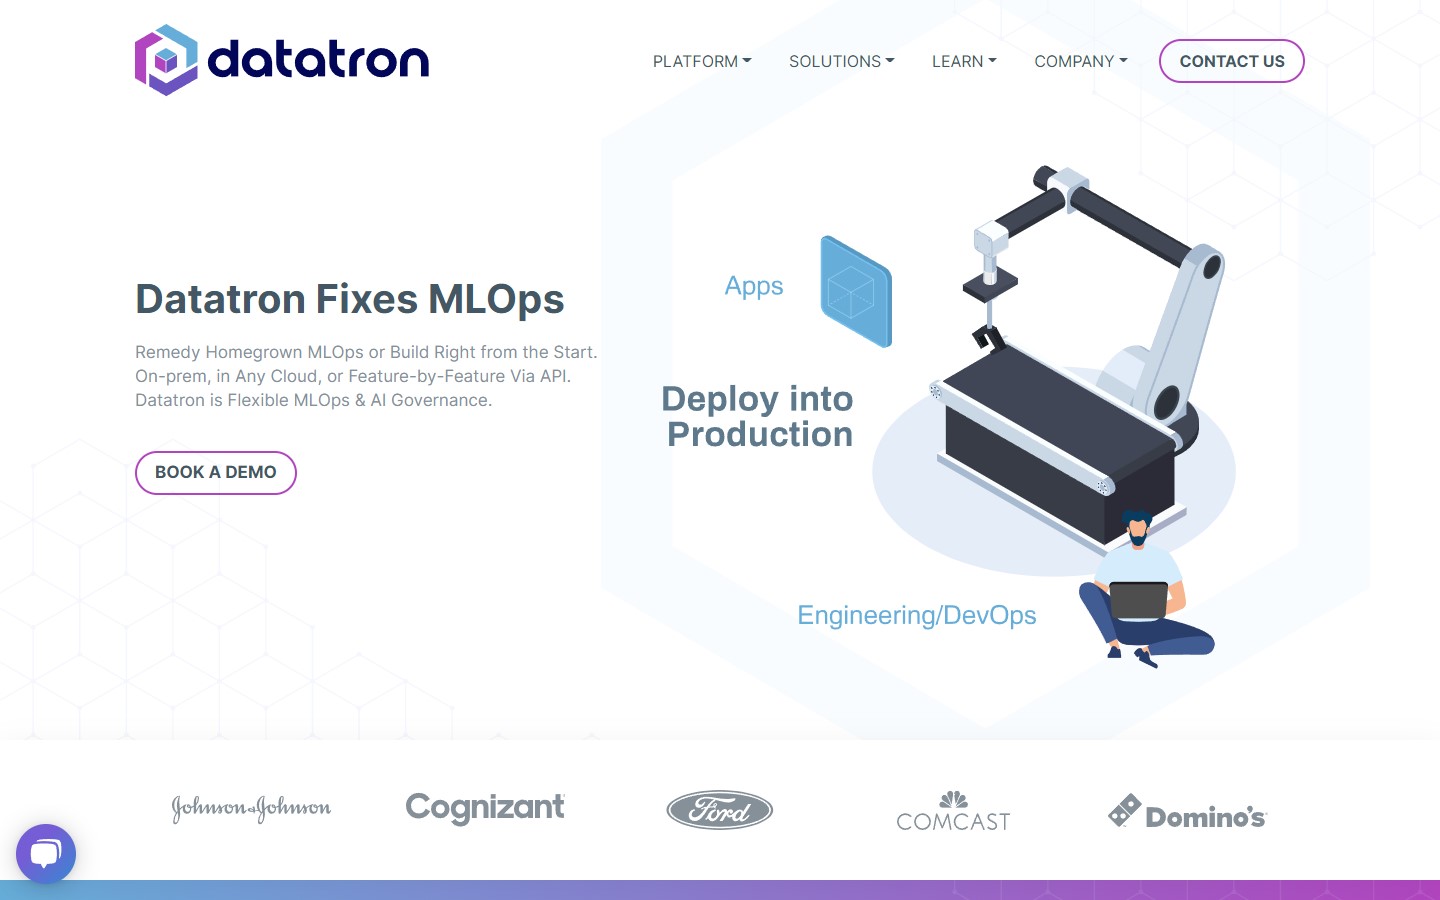 datatron
PLATFORM
SOLUTIONS
LEARN
COMPANY
CONTACT US
Datatron Fixes MLOps
Remedy Homegrown MLOps or Build Right from the Start.
On-prem, in Any Cloud, or Feature-by-Feature Via API.
Datatron is Flexible MLOps & AI Governance.
BOOK A DEMO
Apps
Deploy into
Production
Engineering/DevOps
Johnson & Johnson
Cognizant
Ford
COMCAST
Domino's